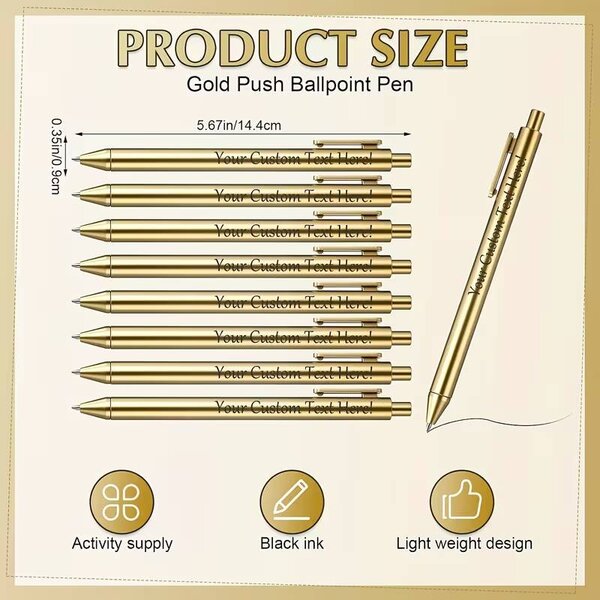 PRODUCT SIZE
Gold Push Ballpoint Pen
5.67in/14.4cm
0.35in/0.9cm
Your Custom Text Here!
Your Custom Text Here!
Your Custom Text Here!
Your Custom Text Here!
Your Custom Text Here!
Your Custom Text Here!
Your Custom Text Here!
Your Custom Text Here!
Your Custom Text Here!
Activity supply
Black ink
Light weight design